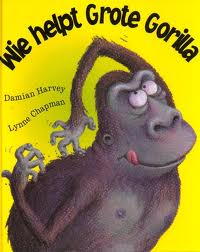 Wie helpt Grote Gorilla
Damian Harvey
Lynne Chapman